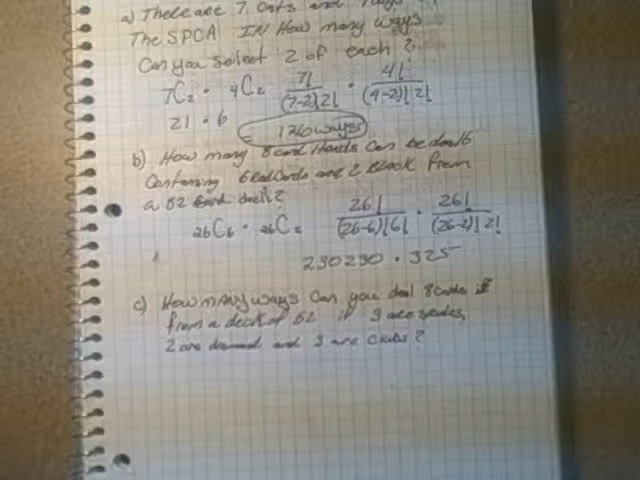 a) There are 7 Cats and
The SPCA IN How many ways
Can you select 2 of each?
7C2 · 4C2 7!/(7-2)!2! · 4!/(4-2)!2!
21 · 6 = 126 ways
b) How many 8 card Hands Can be dealt
Containing 6 Red Cards and 2 Black From
a 52 Card deck?
26C6 · 26C2 26!/(26-6)!6! · 26!/(26-2)!2!
230230 · 325
c) How many ways Can you deal 8 cards
from a deck of 52 if 3 are spades,
2 are diamond and 3 are clubs?